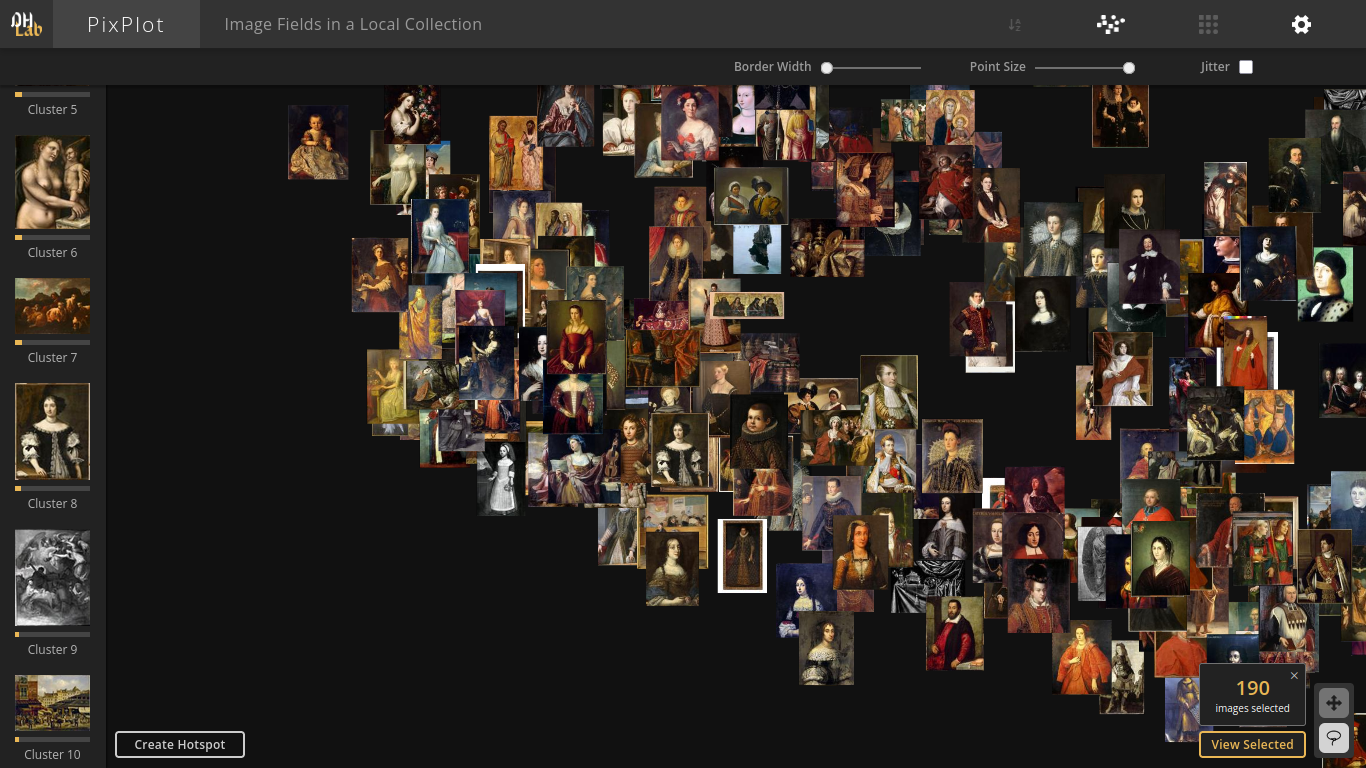 DH
Lab
PixPlot
Image Fields in a Local Collection
A
Z
Border Width
Point Size
Jitter
Cluster 5
Cluster 6
Cluster 7
Cluster 8
Cluster 9
Cluster 10
Create Hotspot
×
190
images selected
View Selected